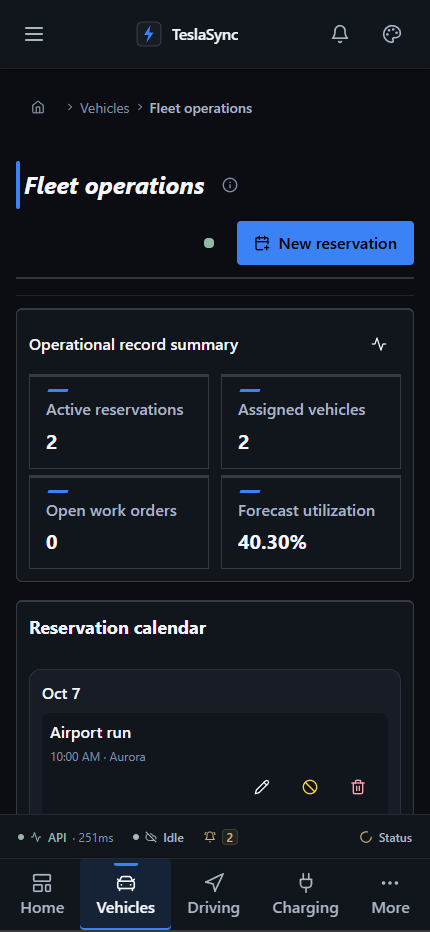 TeslaSync
Vehicles
Fleet operations
Fleet operations
New reservation
Operational record summary
Active reservations
2
Assigned vehicles
2
Open work orders
0
Forecast utilization
40.30%
Reservation calendar
Oct 7
Airport run
10:00 AM · Aurora
API · 251ms
Idle
2
Status
Home
Vehicles
Driving
Charging
More